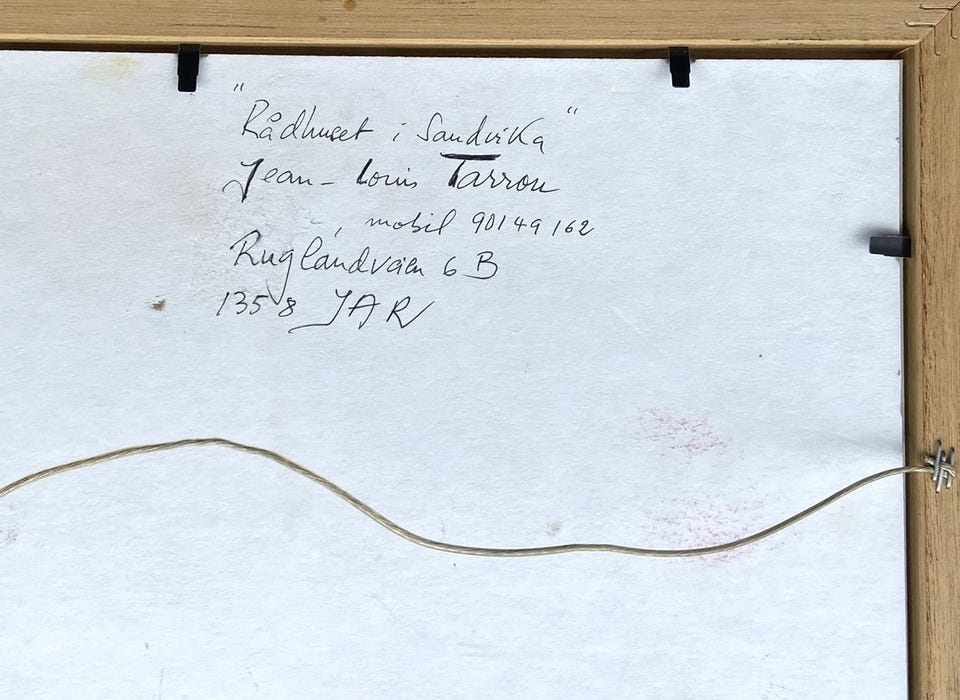 "Rådhuset i Sandvika"
Jean-Louis Tarrou
, mobil 90149162
Ruglandveien 6 B
1358 JAR